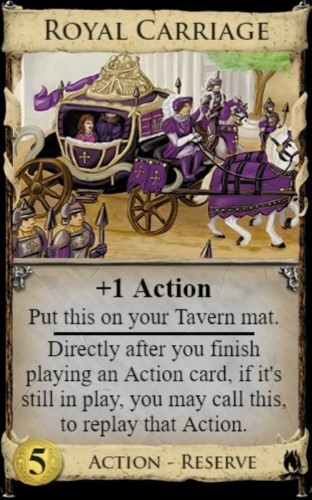 ROYAL CARRIAGE
+1 Action
Put this on your Tavern mat.
Directly after you finish
playing an Action card, if it's
still in play, you may call this,
to replay that Action.
5
ACTION - RESERVE